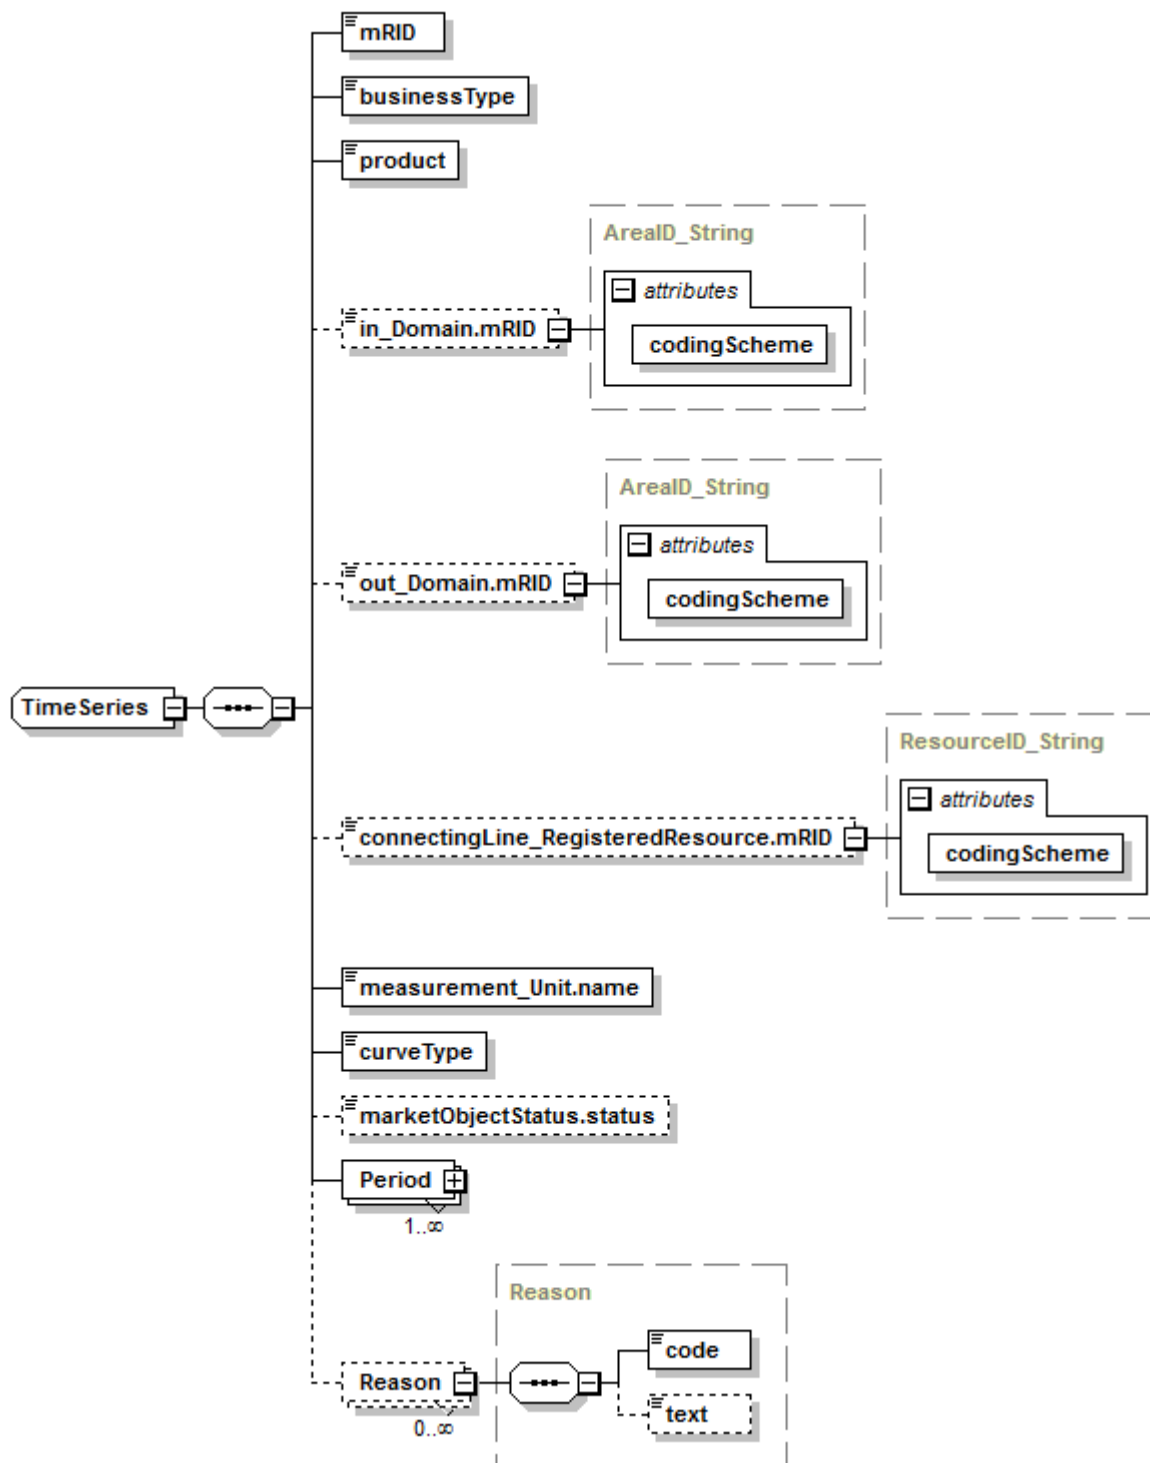 mRID
businessType
product
AreaID_String
attributes
in_Domain.mRID
codingScheme
AreaID_String
attributes
out_Domain.mRID
codingScheme
TimeSeries
ResourceID_String
attributes
connectingLine_RegisteredResource.mRID
codingScheme
measurement_Unit.name
curveType
marketObjectStatus.status
Period
1..∞
Reason
code
Reason
text
0..∞